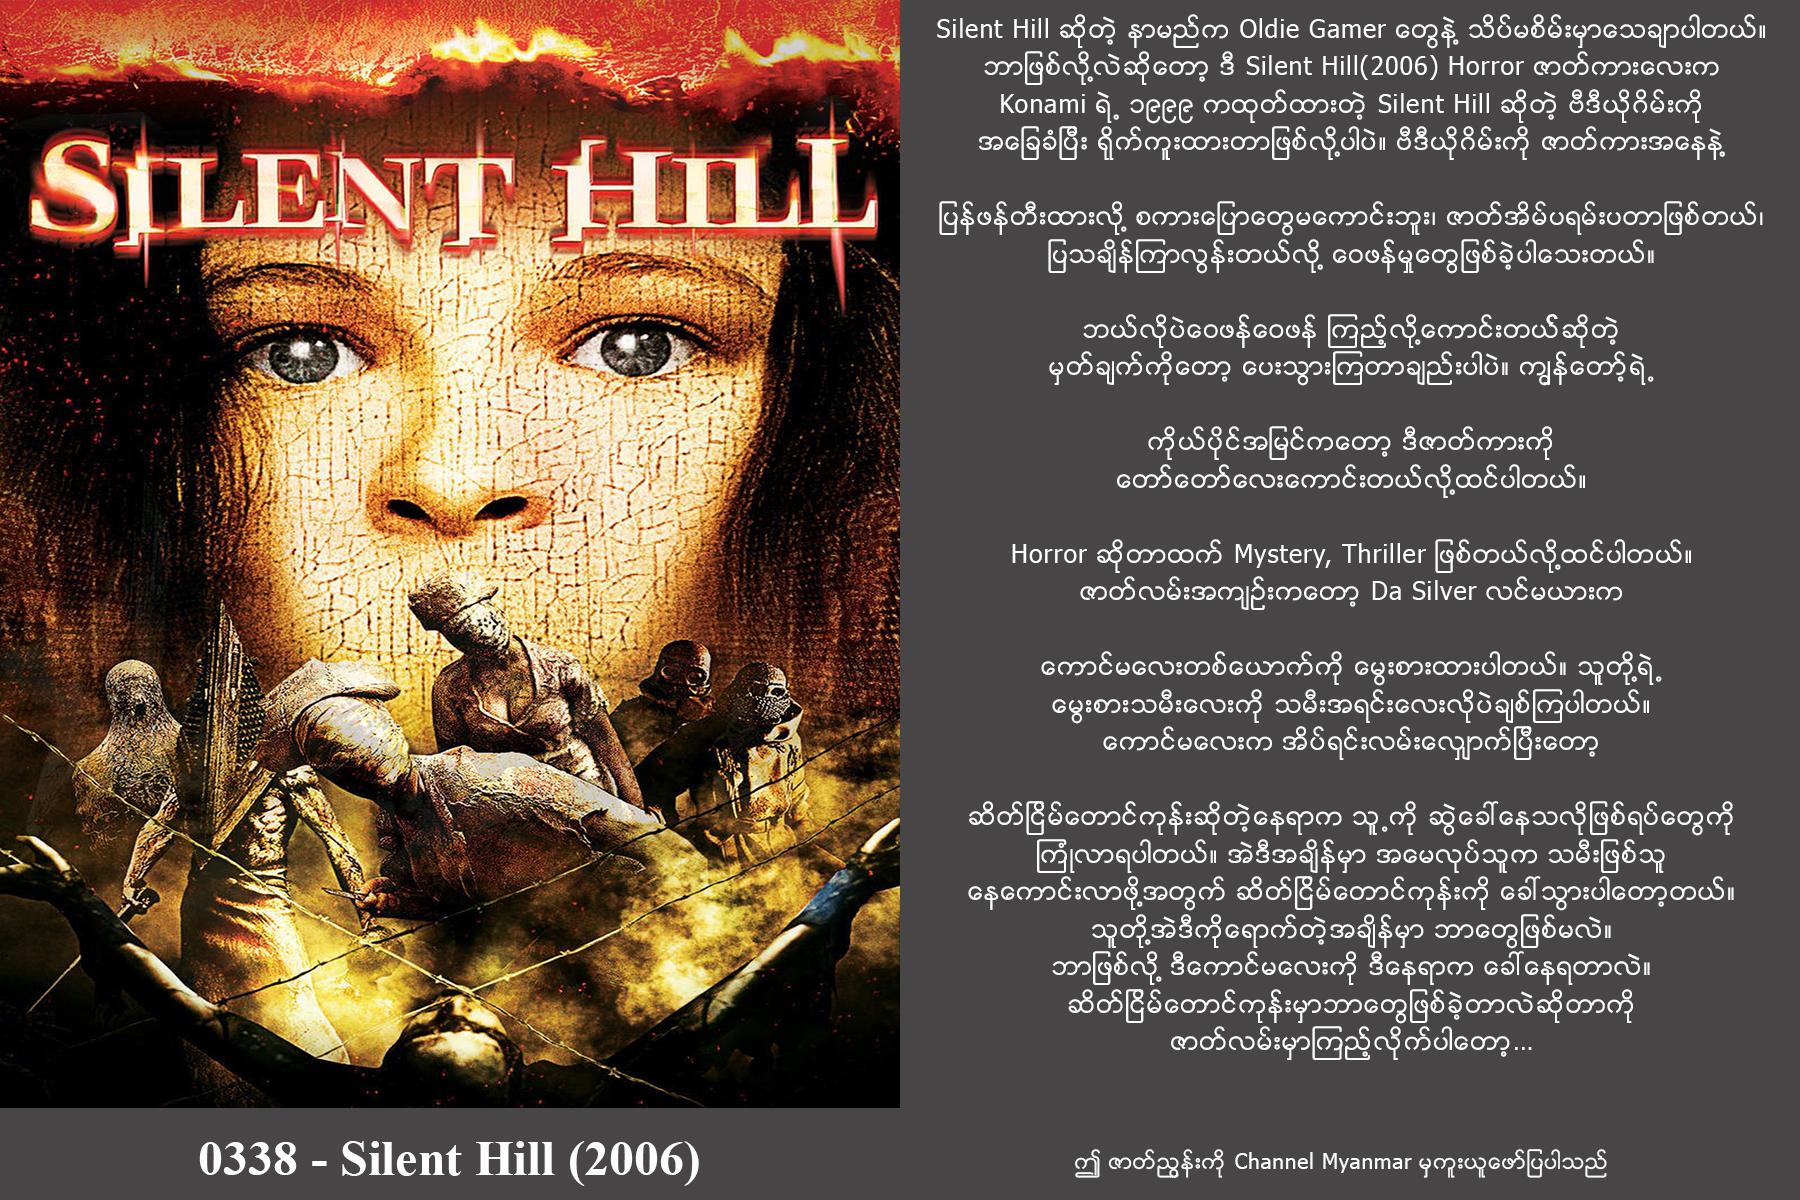 SILENT HILL
0338 - Silent Hill (2006)
Silent Hill ဆိုတဲ့ နာမည်က Oldie Gamer တွေနဲ့ သိပ်မစိမ်းမှာသေချာပါတယ်။
ဘာဖြစ်လို့လဲဆိုတော့ ဒီ Silent Hill(2006) Horror ဇာတ်ကားလေးက
Konami ရဲ့ ၁၉၉၉ ကထုတ်ထားတဲ့ Silent Hill ဆိုတဲ့ ဗီဒီယိုဂိမ်းကို
အခြေခံပြီး ရိုက်ကူးထားတာဖြစ်လို့ပါပဲ။ ဗီဒီယိုဂိမ်းကို ဇာတ်ကားအနေနဲ့
ပြန်ဖန်တီးထားလို့ စကားပြောတွေမကောင်းဘူး၊ ဇာတ်အိမ်ပရမ်းပတာဖြစ်တယ်၊
ပြသချိန်ကြာလွန်းတယ်လို့ ဝေဖန်မှုတွေဖြစ်ခဲ့ပါသေးတယ်။
ဘယ်လိုပဲဝေဖန်ဝေဖန် ကြည့်လို့ကောင်းတယ်ဆိုတဲ့
မှတ်ချက်ကိုတော့ ပေးသွားကြတာချည်းပါပဲ။ ကျွန်တော့်ရဲ့
ကိုယ်ပိုင်အမြင်ကတော့ ဒီဇာတ်ကားကို
တော်တော်လေးကောင်းတယ်လို့ထင်ပါတယ်။
Horror ဆိုတာထက် Mystery, Thriller ဖြစ်တယ်လို့ထင်ပါတယ်။
ဇာတ်လမ်းအကျဉ်းကတော့ Da Silver လင်မယားက
ကောင်မလေးတစ်ယောက်ကို မွေးစားထားပါတယ်။ သူတို့ရဲ့
မွေးစားသမီးလေးကို သမီးအရင်းလေးလိုပဲချစ်ကြပါတယ်။
ကောင်မလေးက အိပ်ရင်းလမ်းလျှောက်ပြီးတော့
ဆိတ်ငြိမ်တောင်ကုန်းဆိုတဲ့နေရာက သူ့ကို ဆွဲခေါ်နေသလိုဖြစ်ရပ်တွေကို
ကြုံလာရပါတယ်။ အဲဒီအချိန်မှာ အမေလုပ်သူက သမီးဖြစ်သူ
နေကောင်းလာဖို့အတွက် ဆိတ်ငြိမ်တောင်ကုန်းကို ခေါ်သွားပါတော့တယ်။
သူတို့အဲဒီကိုရောက်တဲ့အချိန်မှာ ဘာတွေဖြစ်မလဲ။
ဘာဖြစ်လို့ ဒီကောင်မလေးကို ဒီနေရာက ခေါ်နေရတာလဲ။
ဆိတ်ငြိမ်တောင်ကုန်းမှာဘာတွေဖြစ်ခဲ့တာလဲဆိုတာကို
ဇာတ်လမ်းမှာကြည့်လိုက်ပါတော့...
ဤ ဇာတ်ညွှန်းကို Channel Myanmar မှကူးယူဖော်ပြပါသည်